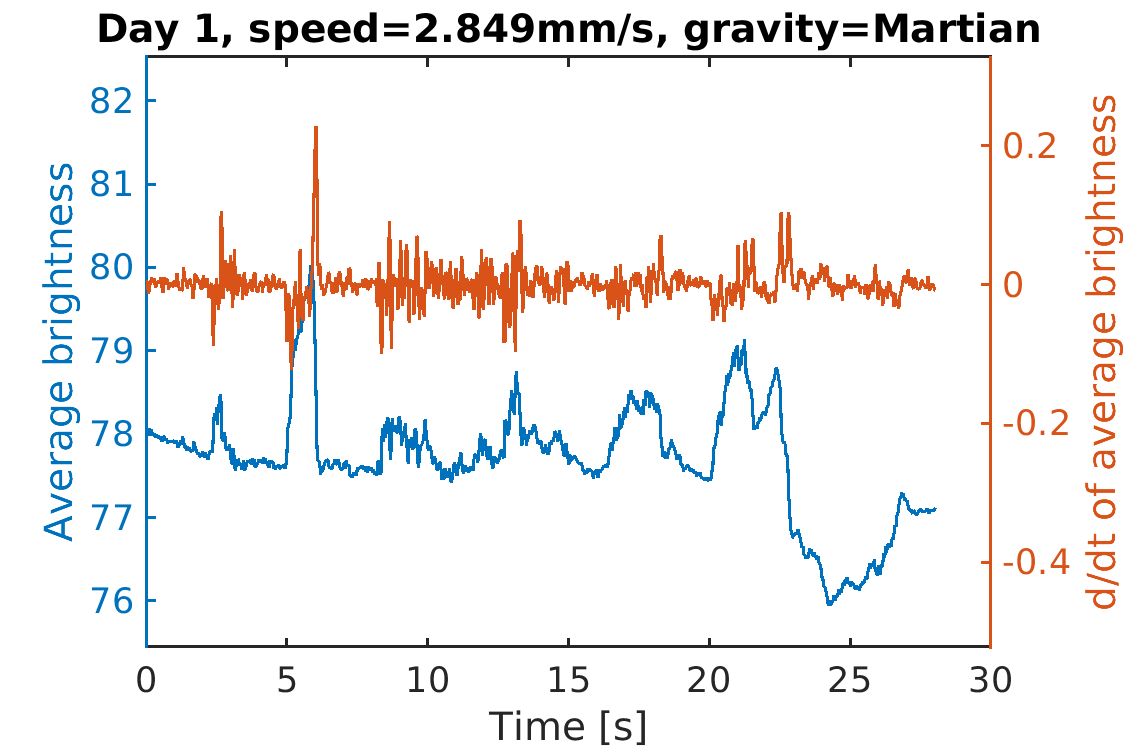 Day 1, speed=2.849mm/s, gravity=Martian
Average brightness
82
81
80
79
78
77
76
0.2
0
-0.2
-0.4
d/dt of average brightness
0 5 10 15 20 25 30
Time [s]